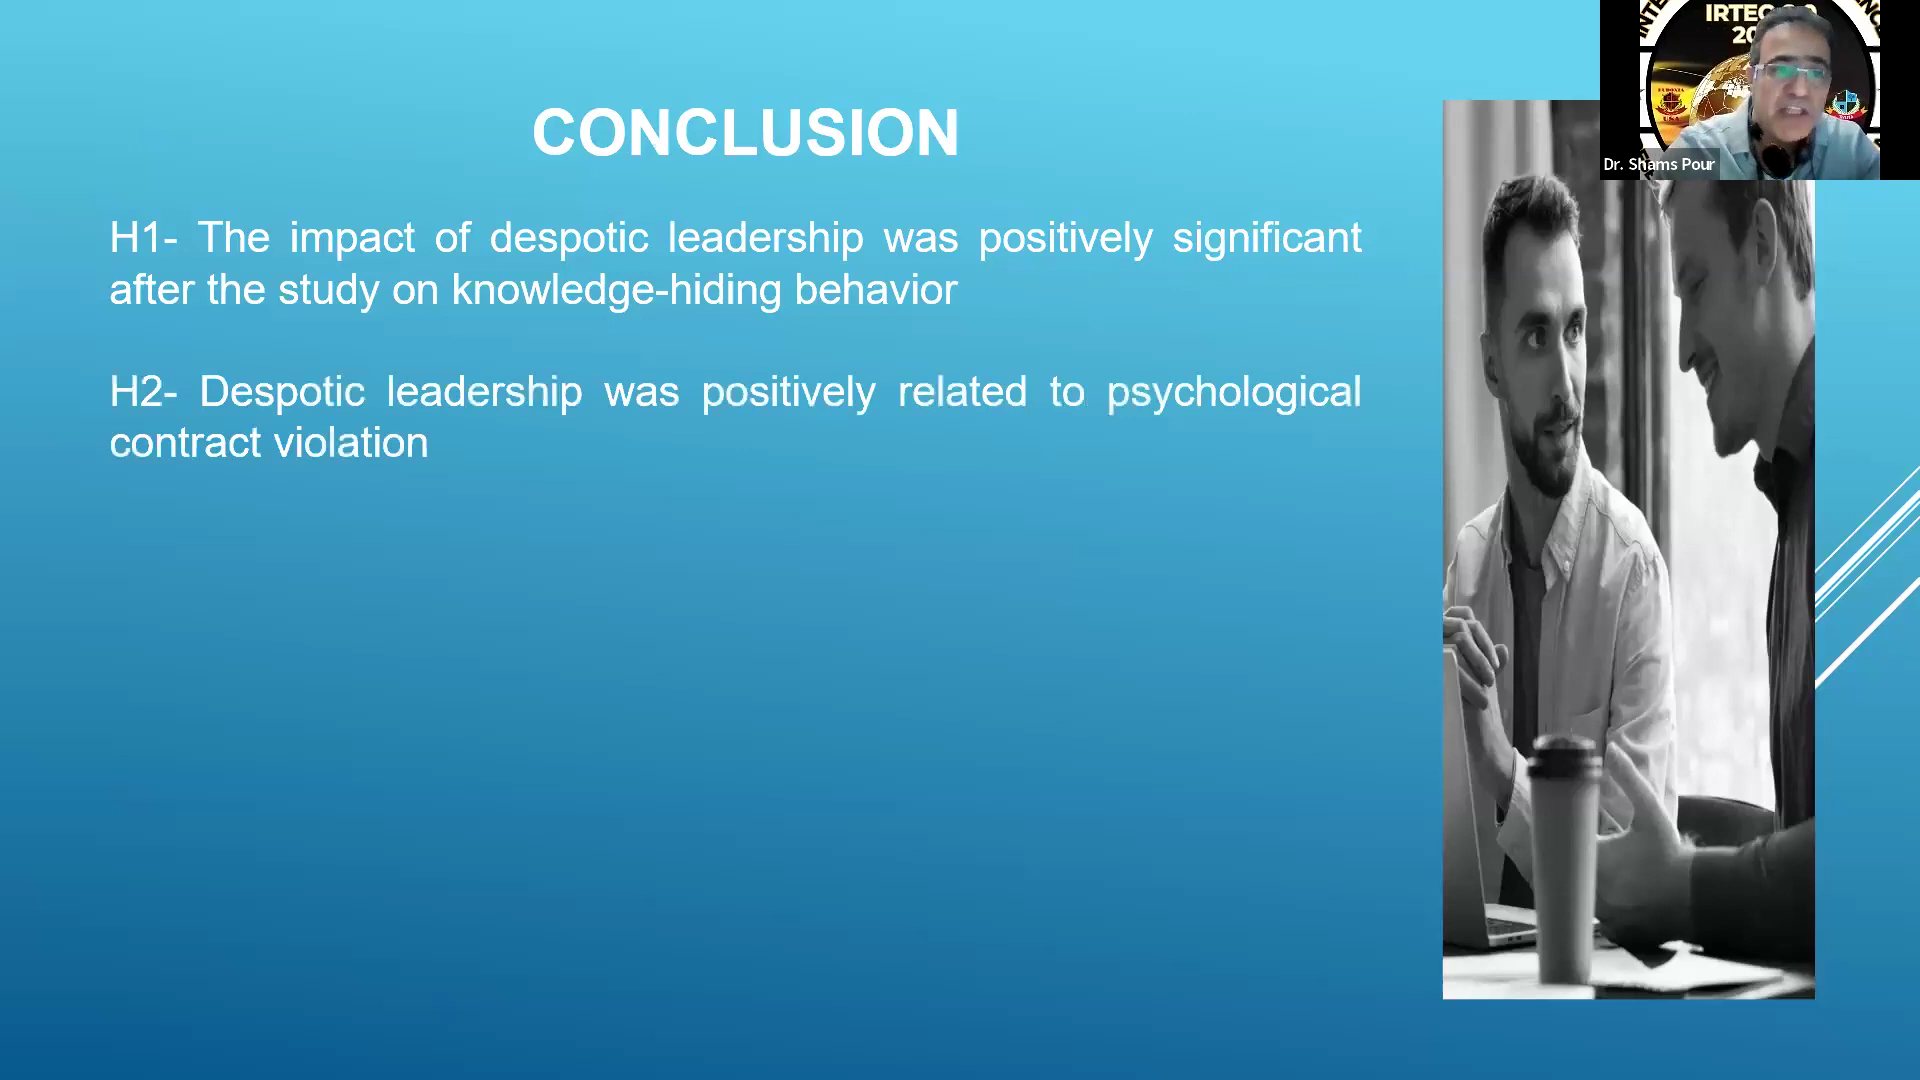 CONCLUSION
H1- The impact of despotic leadership was positively significant
after the study on knowledge-hiding behavior
H2- Despotic leadership was positively related to psychological
contract violation
IRTEC
Dr. Shams Pour